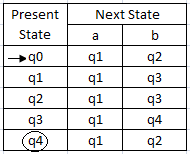 Present State Next State
a b
q0 q1 q2
q1 q1 q3
q2 q1 q3
q3 q1 q4
q4 q1 q2